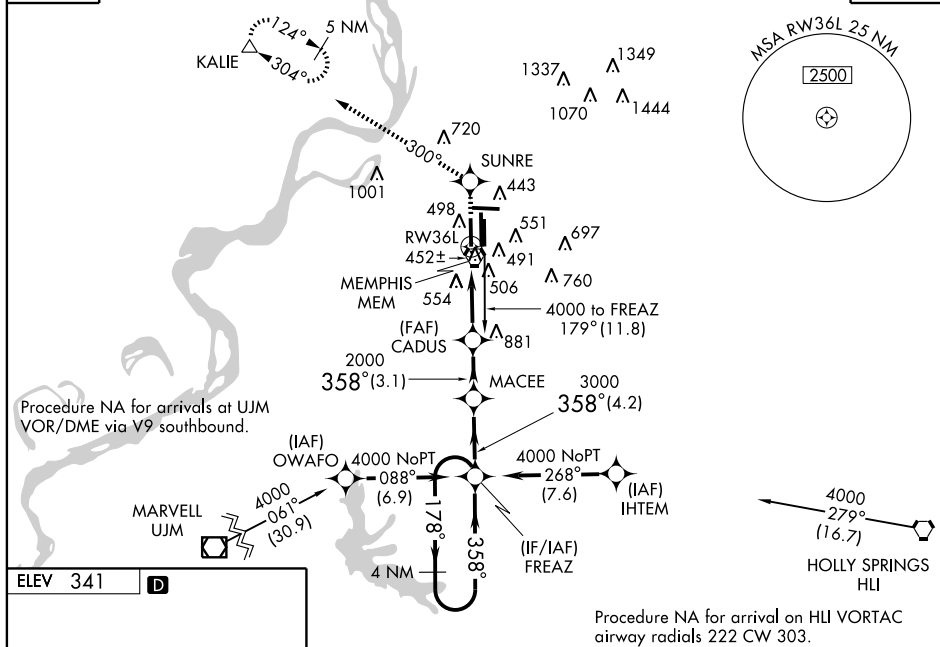 124°
5 NM
KALIE
304°
MSA RW36L 25 NM
2500
1337
1349
1070
1444
720
300°
SUNRE
1001
443
498
551
RW36L
697
452±
491
MEMPHIS
MEM
506
760
554
4000 to FREAZ
179° (11.8)
(FAF)
CADUS
881
2000
358° (3.1)
MACEE
3000
358° (4.2)
Procedure NA for arrivals at UJM
VOR/DME via V9 southbound.
(IAF)
OWAFO
4000 NoPT
088°
(6.9)
4000 NoPT
268°
(7.6)
(IAF)
IHTEM
MARVELL
UJM
4000
061°
(30.9)
178°
358°
(IF/IAF)
FREAZ
4000
279°
(16.7)
HOLLY SPRINGS
HLI
4 NM
ELEV 341
D
Procedure NA for arrival on HLI VORTAC
airway radials 222 CW 303.